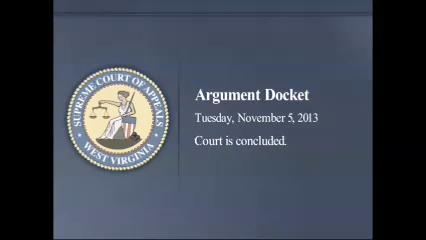 SUPREME COURT OF APPEALS
WEST VIRGINIA
Argument Docket
Tuesday, November 5, 2013
Court is concluded.